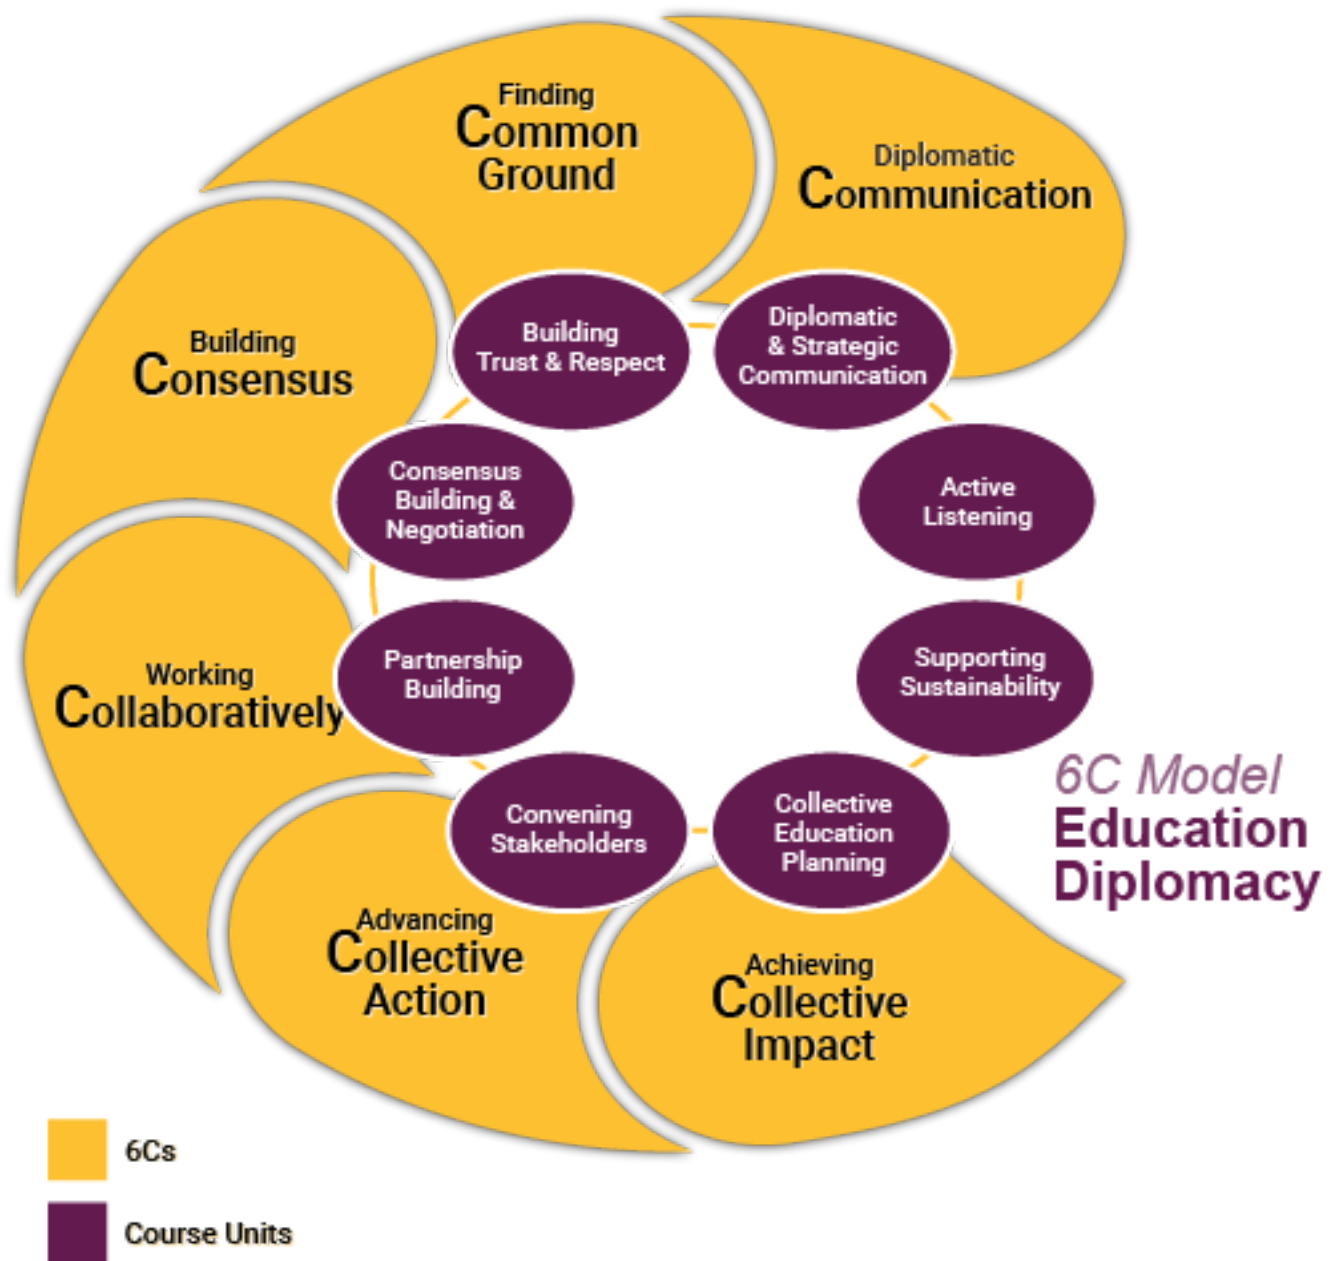 Finding
Common
Ground
Diplomatic
Communication
Building
Consensus
Working
Collaboratively
Advancing
Collective
Action
Achieving
Collective
Impact
Building
Trust & Respect
Diplomatic
& Strategic
Communication
Consensus
Building &
Negotiation
Active
Listening
Partnership
Building
Supporting
Sustainability
Convening
Stakeholders
Collective
Education
Planning
6C Model
Education
Diplomacy
6Cs
Course Units